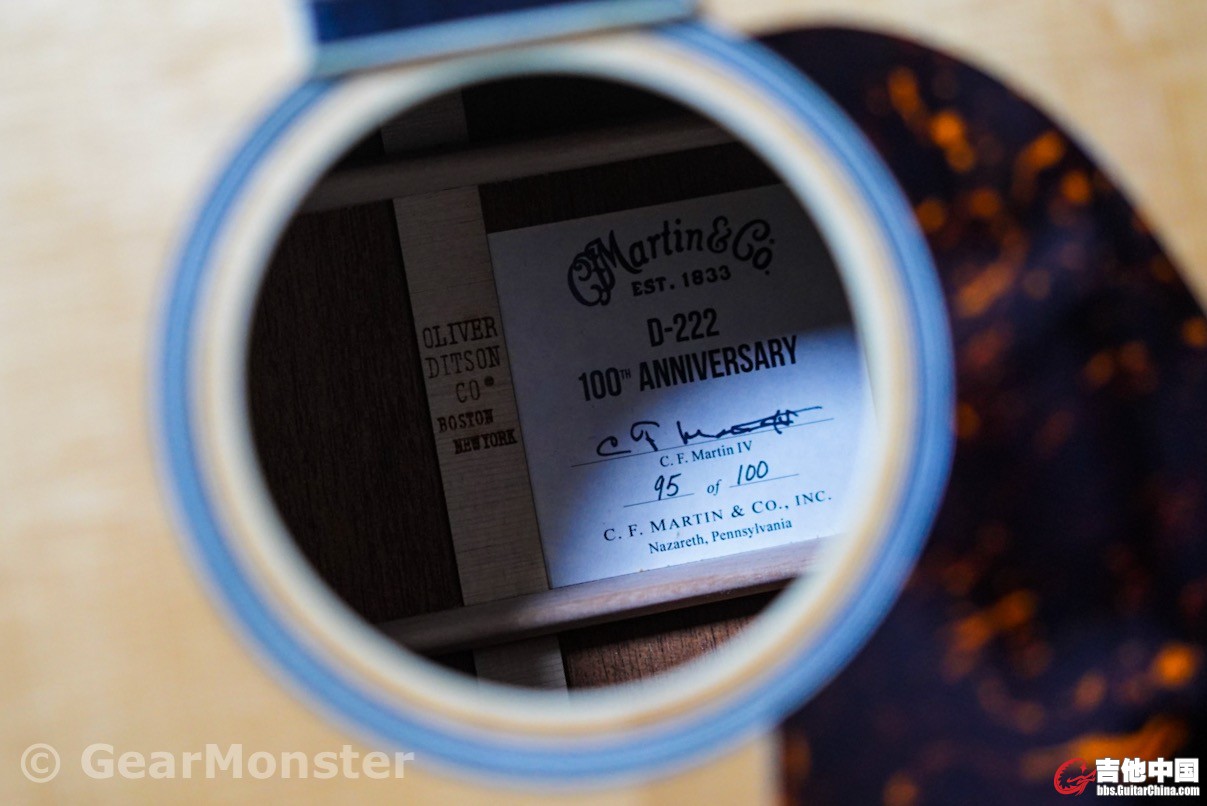 OLIVER
DITSON
CO
BOSTON
NEW YORK
CFMartin & Co.
EST. 1833
D-222
100TH ANNIVERSARY
C. F. Martin IV
95 of 100
C. F. MARTIN & CO., INC.
Nazareth, Pennsylvania
© GearMonster
吉他中国
bbs.GuitarChina.com